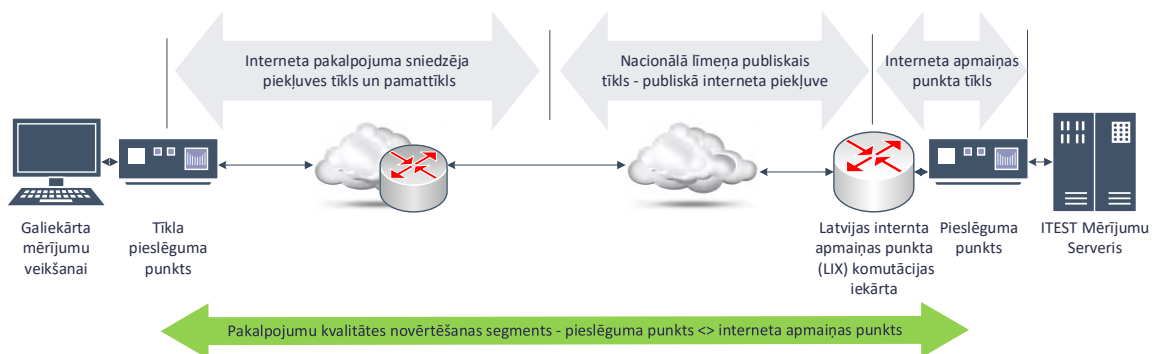 Interneta pakalpojuma sniedzēja
piekļuves tīkls un pamattīkls
Nacionālā līmeņa publiskais
tīkls - publiskā interneta piekļuve
Interneta apmaiņas
punkta tīkls
Galiekārta
mērījumu
veikšanai
Tīkla
pieslēguma
punkts
Latvijas internta
apmaiņas punkta
(LIX) komutācijas
iekārta
Pieslēguma
punkts
ITEST Mērījumu
Serveris
Pakalpojumu kvalitātes novērtēšanas segments - pieslēguma punkts <> interneta apmaiņas punkts